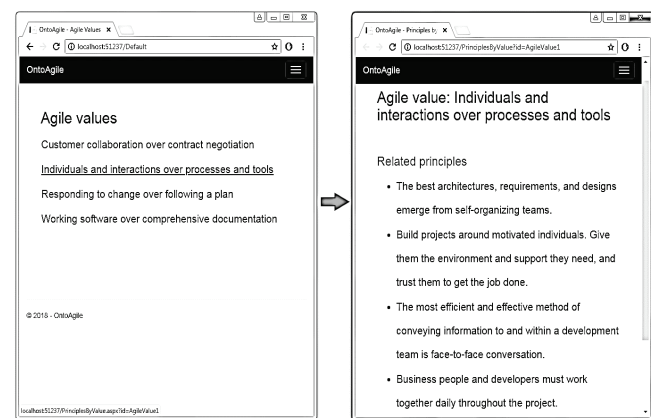 OntoAgile - Agile Values
localhost:51237/Default
OntoAgile
Agile values
Customer collaboration over contract negotiation
Individuals and interactions over processes and tools
Responding to change over following a plan
Working software over comprehensive documentation
© 2018 - OntoAgile
localhost:51237/PrinciplesByValue.aspx?id=AgileValue1
OntoAgile - Principles by
localhost:51237/PrinciplesByValue?id=AgileValue1
OntoAgile
Agile value: Individuals and
interactions over processes and tools
Related principles
• The best architectures, requirements, and designs
emerge from self-organizing teams.
• Build projects around motivated individuals. Give
them the environment and support they need, and
trust them to get the job done.
• The most efficient and effective method of
conveying information to and within a development
team is face-to-face conversation.
• Business people and developers must work
together daily throughout the project.